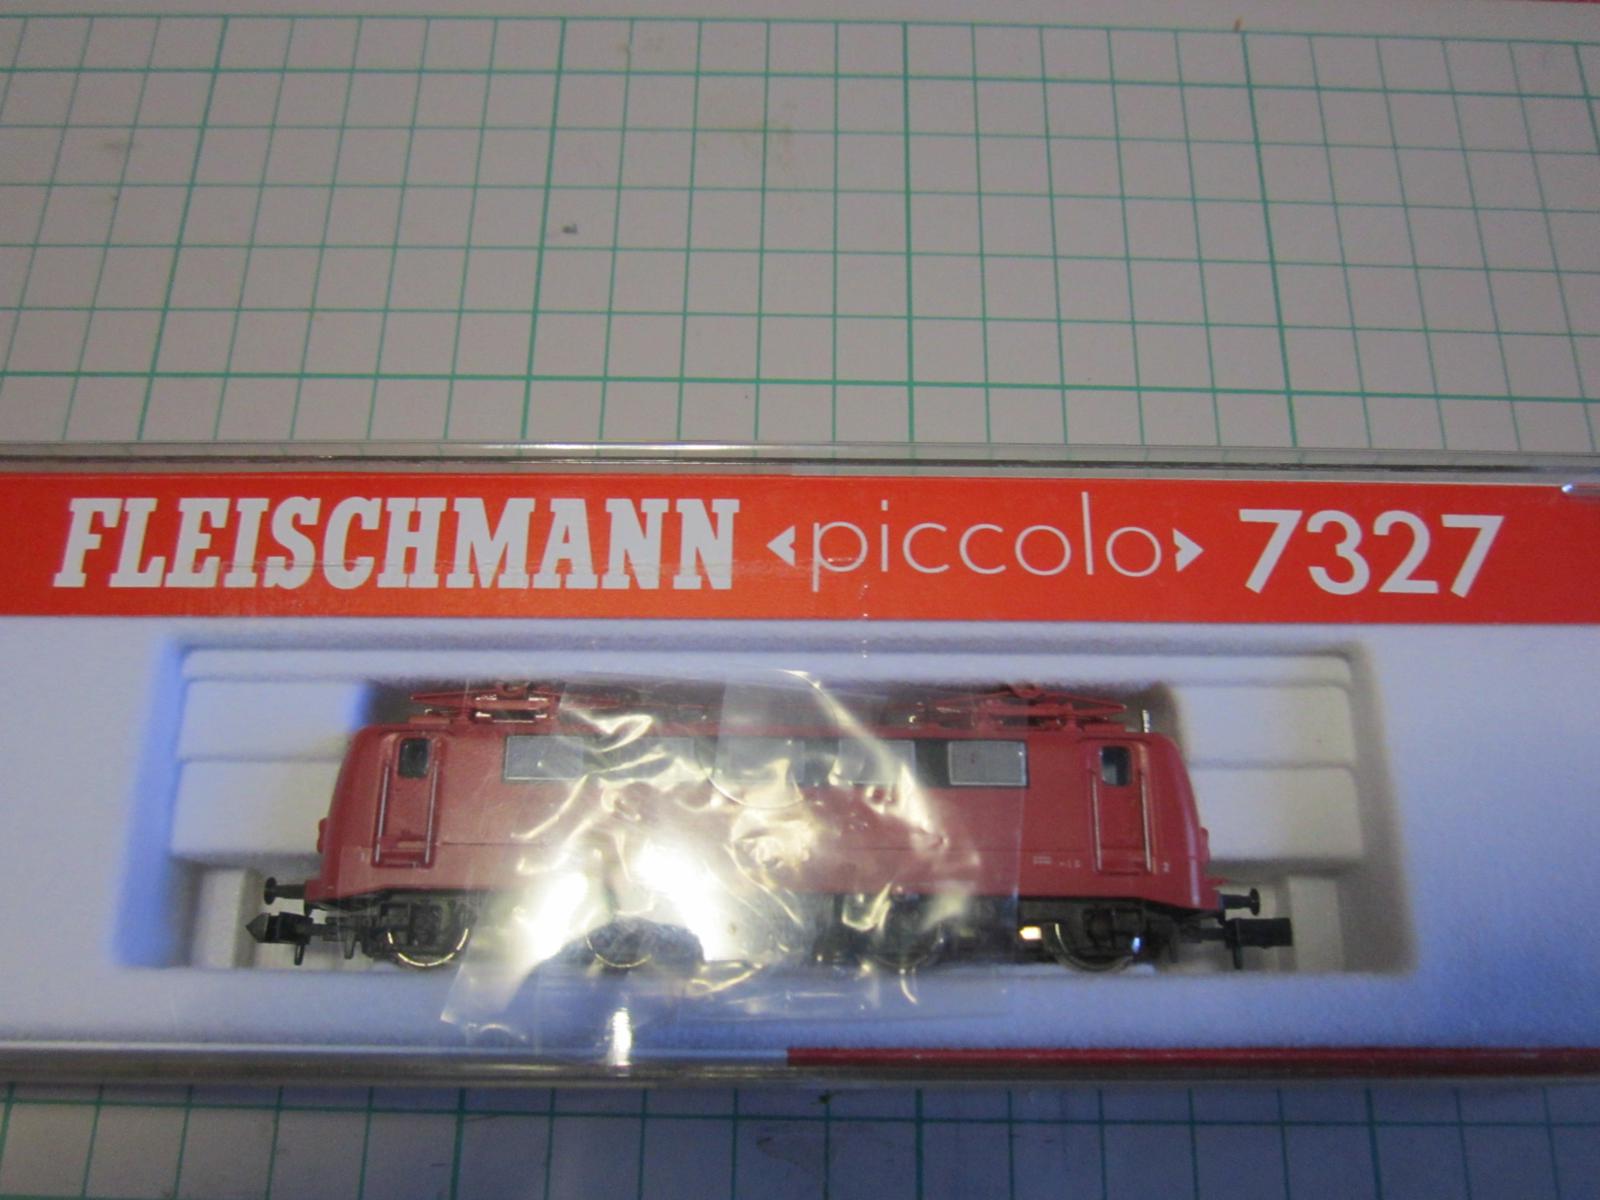 FLEISCHMANN <piccolo> 7327